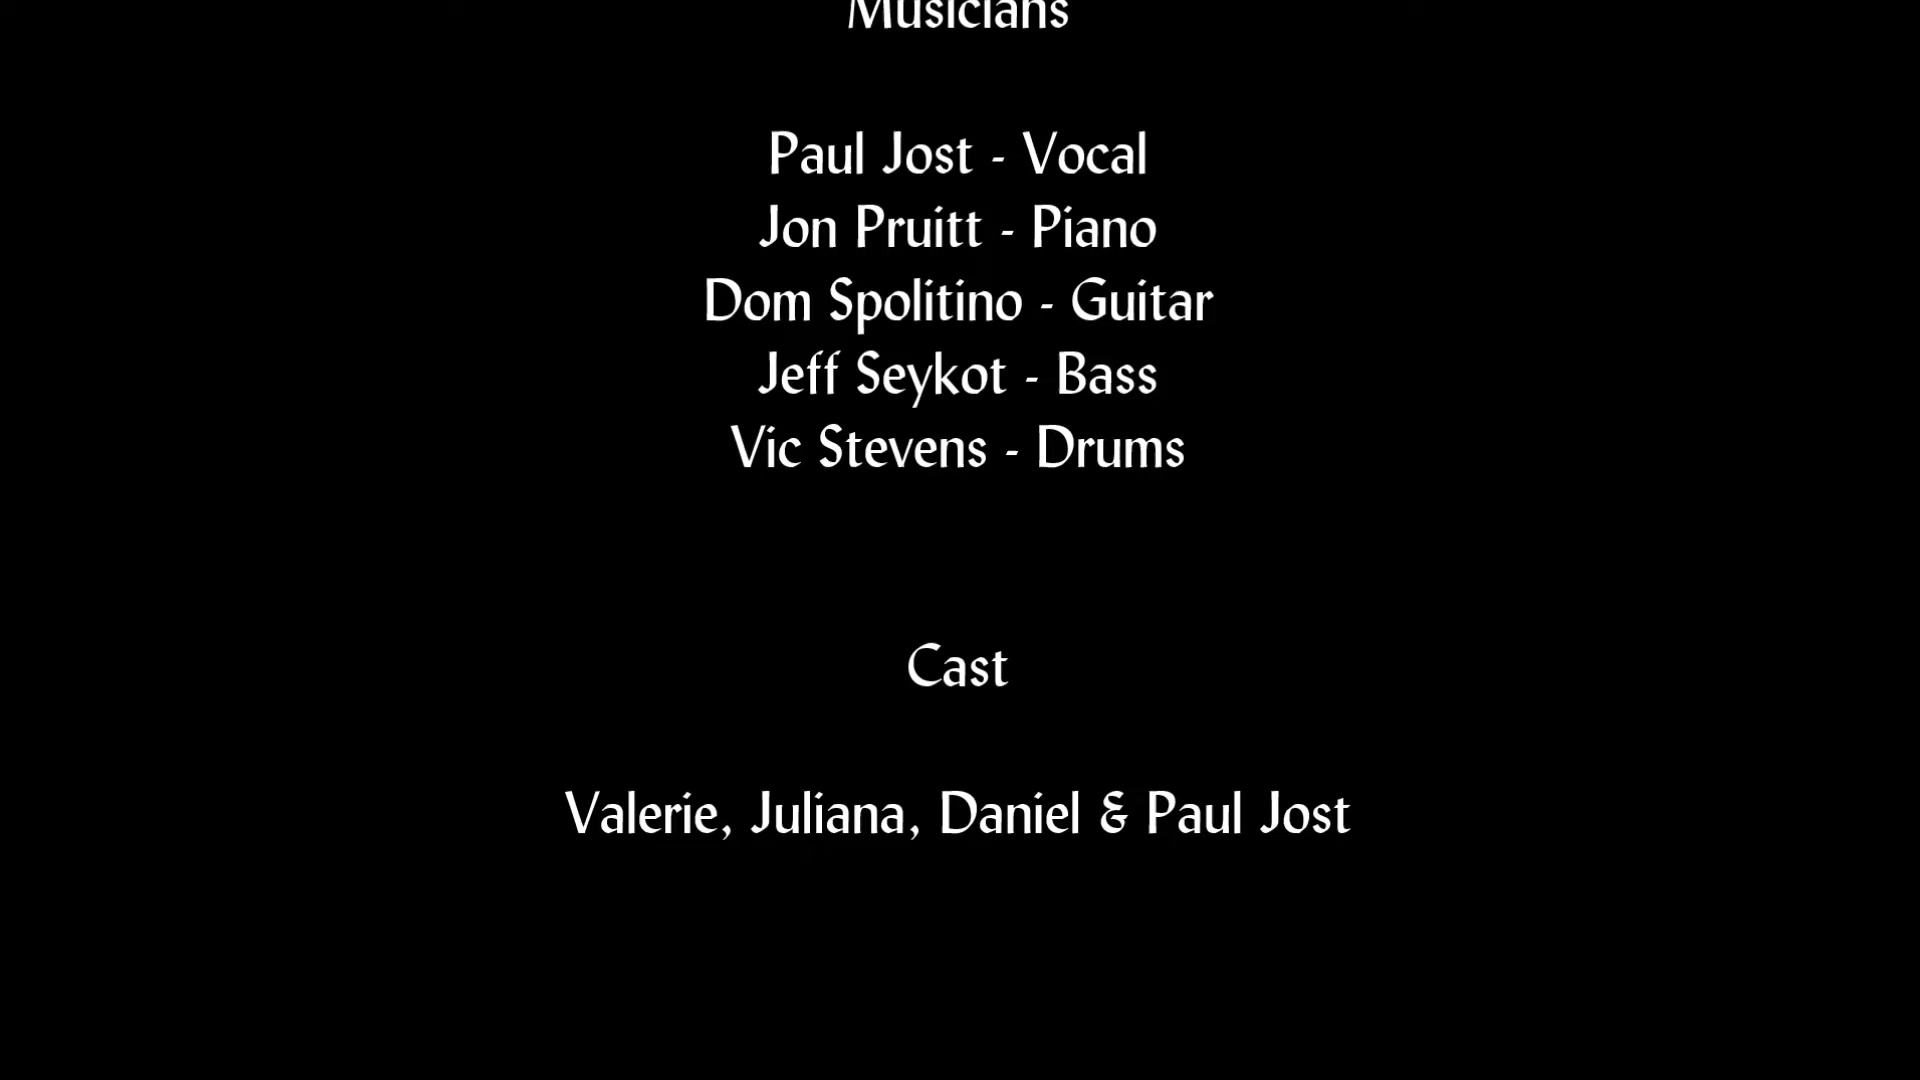 Musicians
Paul Jost - Vocal
Jon Pruitt - Piano
Dom Spolitino - Guitar
Jeff Seykot - Bass
Vic Stevens - Drums
Cast
Valerie, Juliana, Daniel & Paul Jost